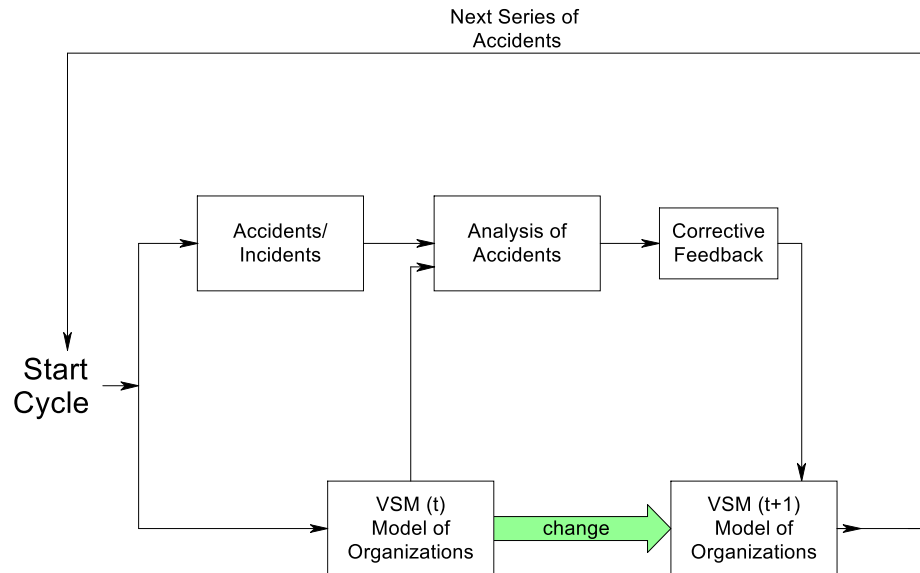 Next Series of
Accidents
Accidents/
Incidents
Analysis of
Accidents
Corrective
Feedback
Start
Cycle
VSM (t)
Model of
Organizations
change
VSM (t+1)
Model of
Organizations